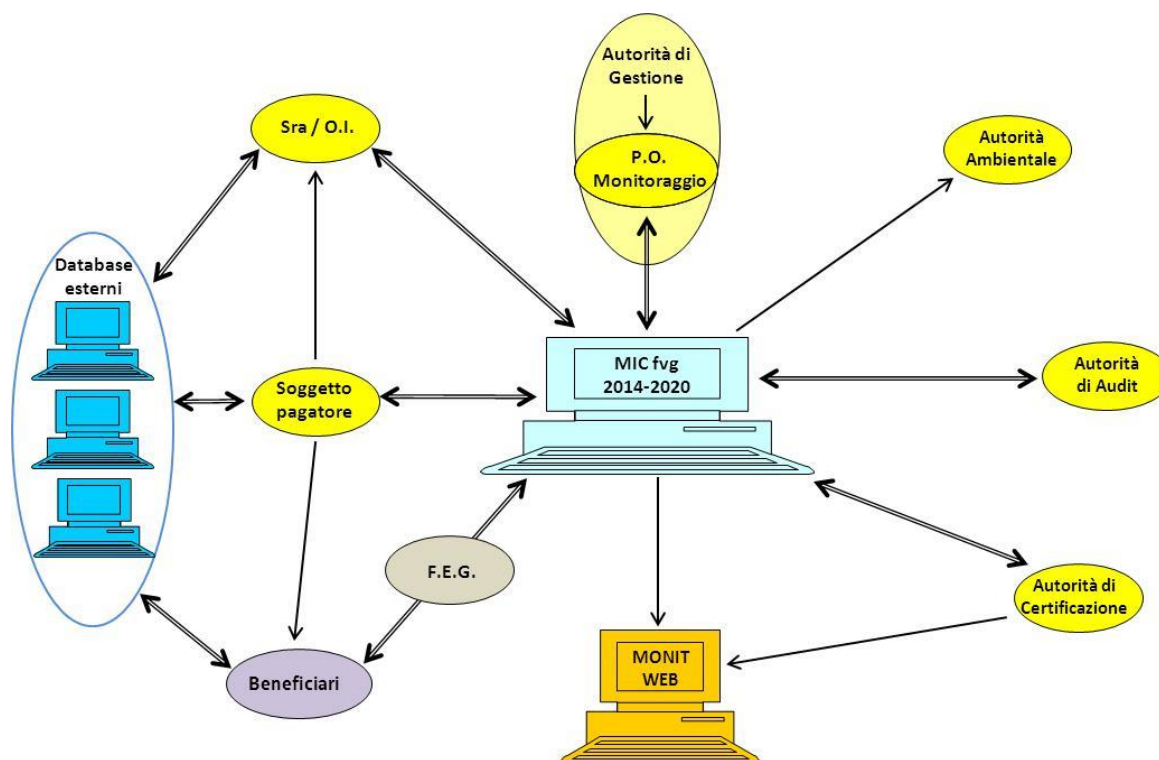 Autorità di
Gestione
Sra / O.I.
P.O.
Monitoraggio
Autorità
Ambientale
Database
esterni
MIC fvg
2014-2020
Soggetto
pagatore
Autorità
di Audit
F.E.G.
Autorità di
Certificazione
Beneficiari
MONIT
WEB